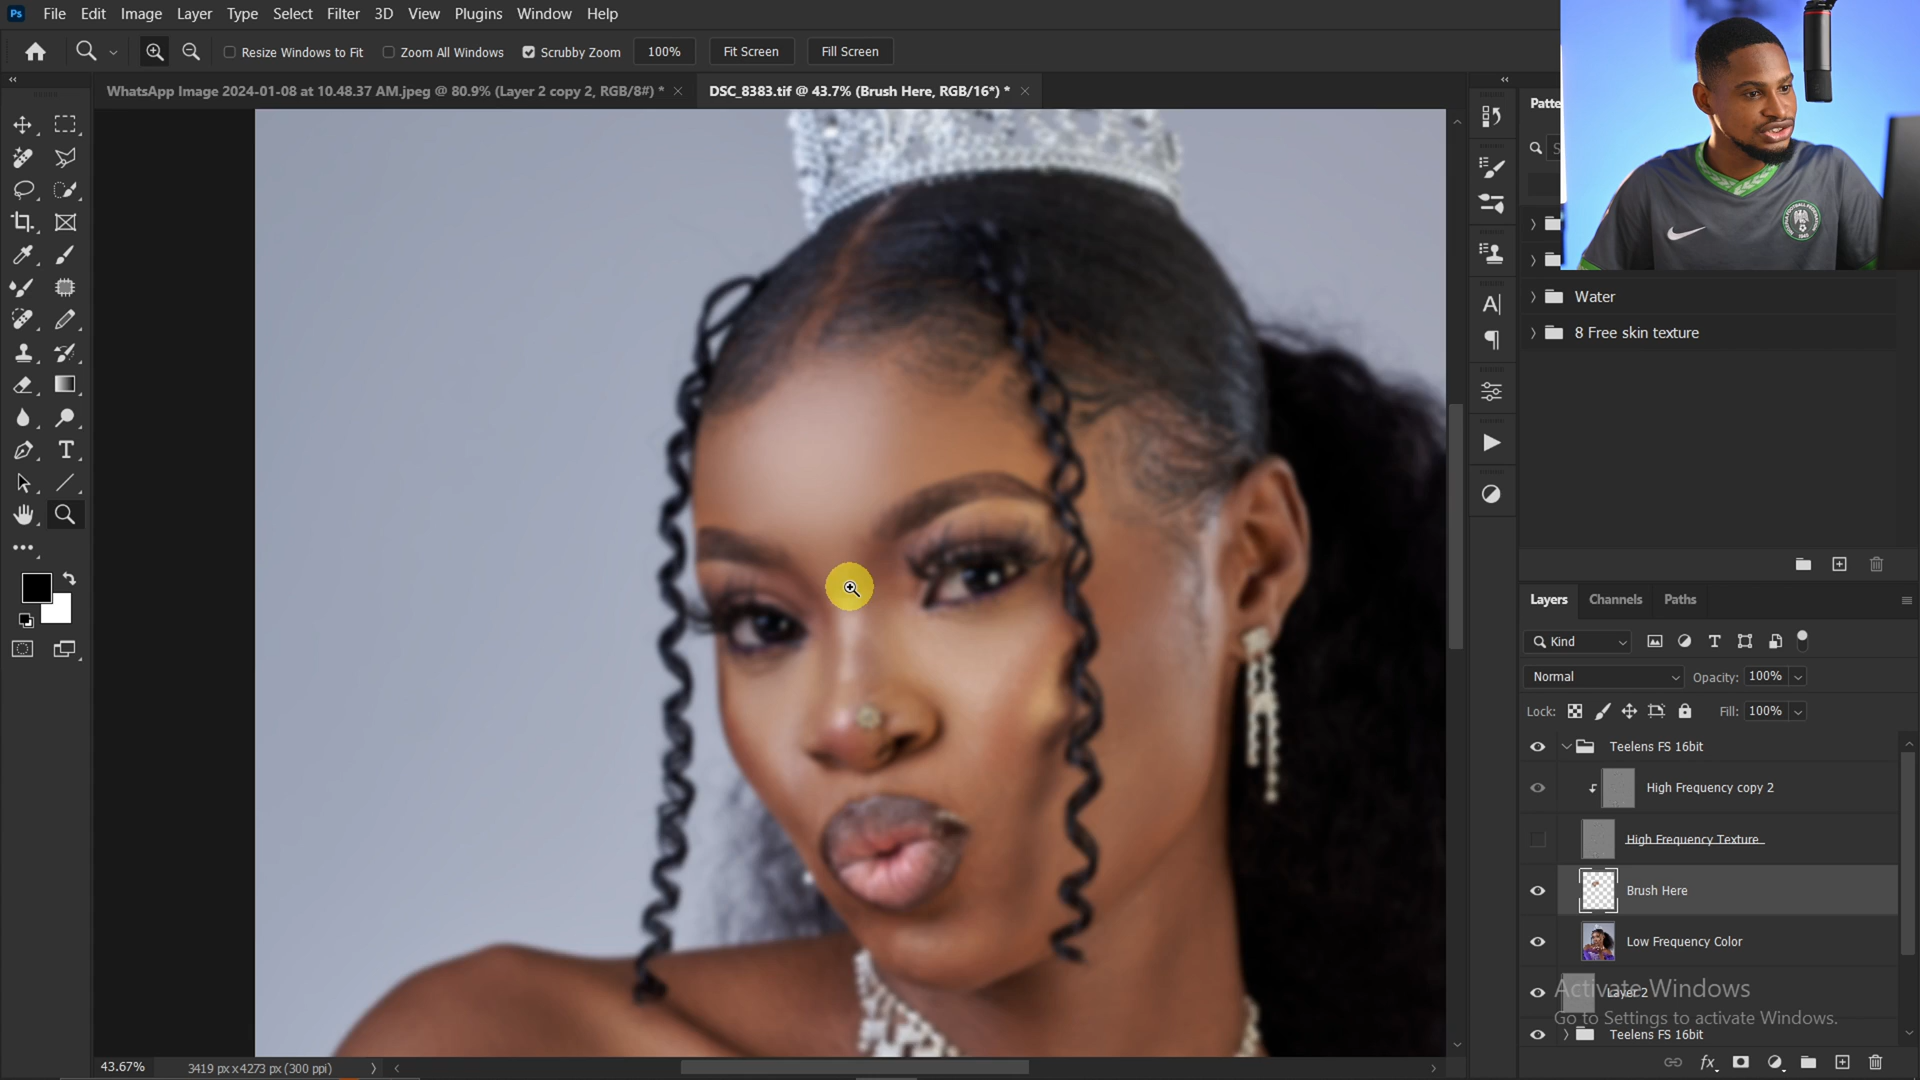 Ps File Edit Image Layer Type Select Filter 3D View Plugins Window Help
Resize Windows to Fit Zoom All Windows Scrubby Zoom 100% Fit Screen Fill Screen
WhatsApp Image 2024-01-08 at 10.48.37 AM.jpeg @ 80.9% (Layer 2 copy 2, RGB/8#) *
DSC_8383.tif @ 43.7% (Brush Here, RGB/16*) *
Patte
Water
8 Free skin texture
Layers Channels Paths
Kind
Normal Opacity: 100%
Lock: Fill: 100%
Teelens FS 16bit
High Frequency copy 2
High Frequency Texture
Brush Here
Low Frequency Color
Layer 2
Activate Windows
Go to Settings to activate Windows.
Teelens FS 16bit
43.67% 3419 px x 4273 px (300 ppi)